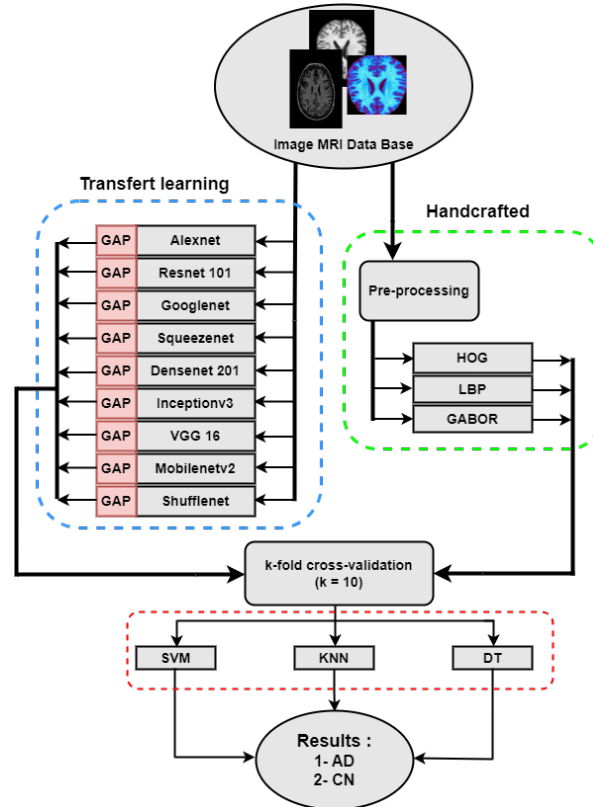 Image MRI Data Base
Transfert learning
Handcrafted
GAP Alexnet
GAP Resnet 101
GAP Googlenet
GAP Squeezenet
GAP Densenet 201
GAP Inceptionv3
GAP VGG 16
GAP Mobilenetv2
GAP Shufflenet
Pre-processing
HOG
LBP
GABOR
k-fold cross-validation
(k = 10)
SVM
KNN
DT
Results :
1- AD
2- CN